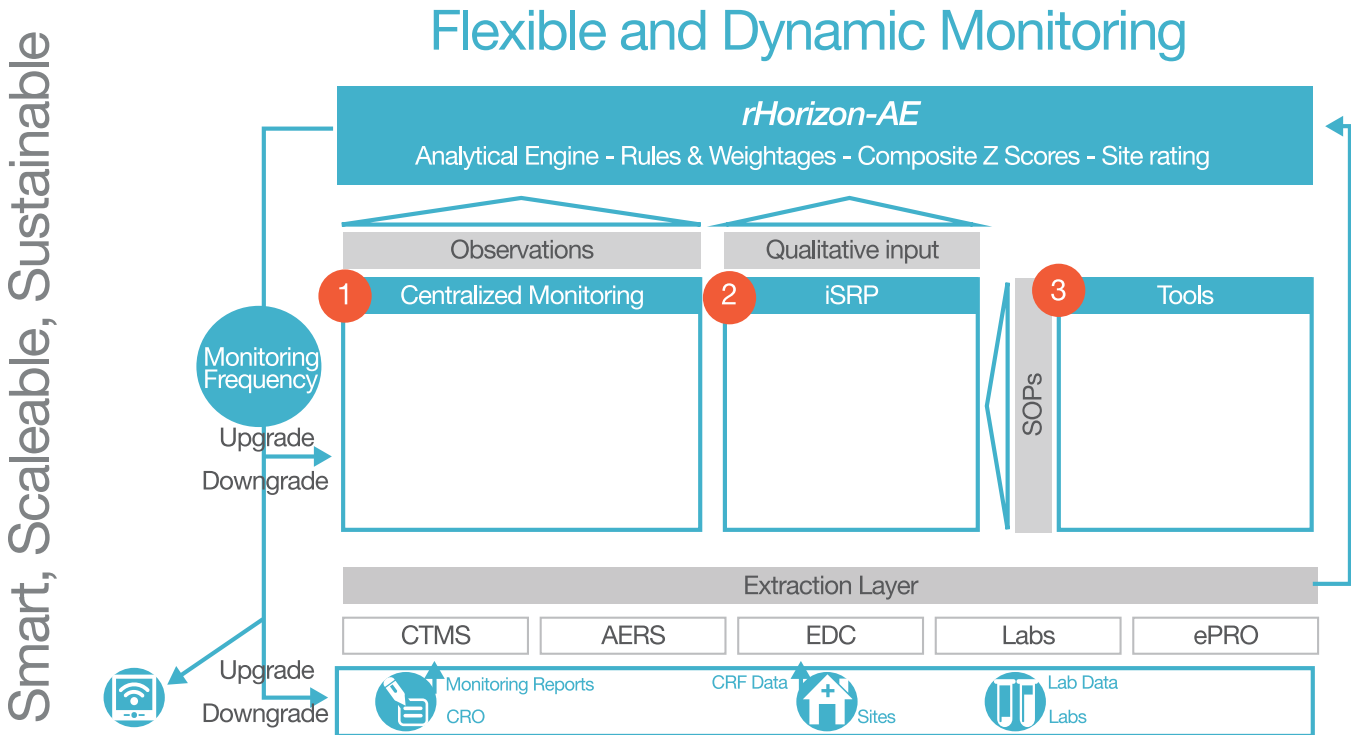 Flexible and Dynamic Monitoring
Smart, Scaleable, Sustainable
rHorizon-AE
Analytical Engine - Rules & Weightages - Composite Z Scores - Site rating
Observations
Qualitative input
1
Centralized Monitoring
2
iSRP
3
Tools
SOPs
Monitoring
Frequency
Upgrade
Downgrade
Extraction Layer
CTMS
AERS
EDC
Labs
ePRO
Upgrade
Downgrade
Monitoring Reports
CRO
CRF Data
Sites
Lab Data
Labs